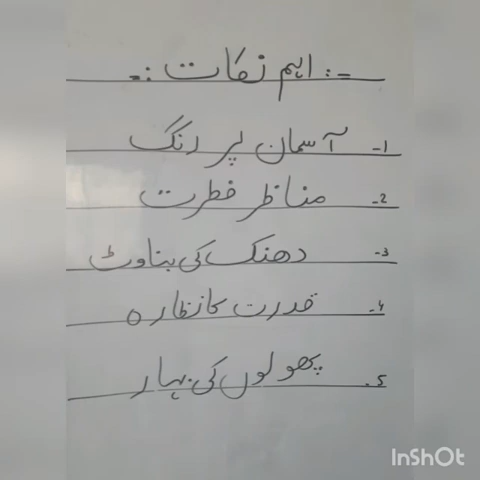 -: اہم نکات :-
1- آسمان پر رنگ
2- مناظر فطرت
3- دھنک کی بناوٹ
4- قدرت کا نظارہ
5- پھولوں کی بہار
InShOt